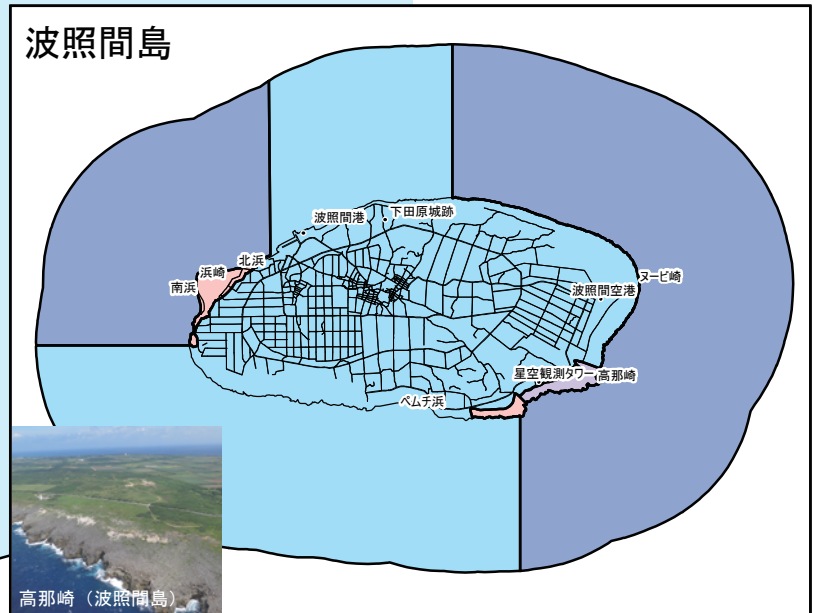 波照間島
波照間港
下田原城跡
北浜
浜崎
南浜
ヌービ崎
波照間空港
星空観測タワー
高那崎
ペムチ浜
高那崎（波照間島）